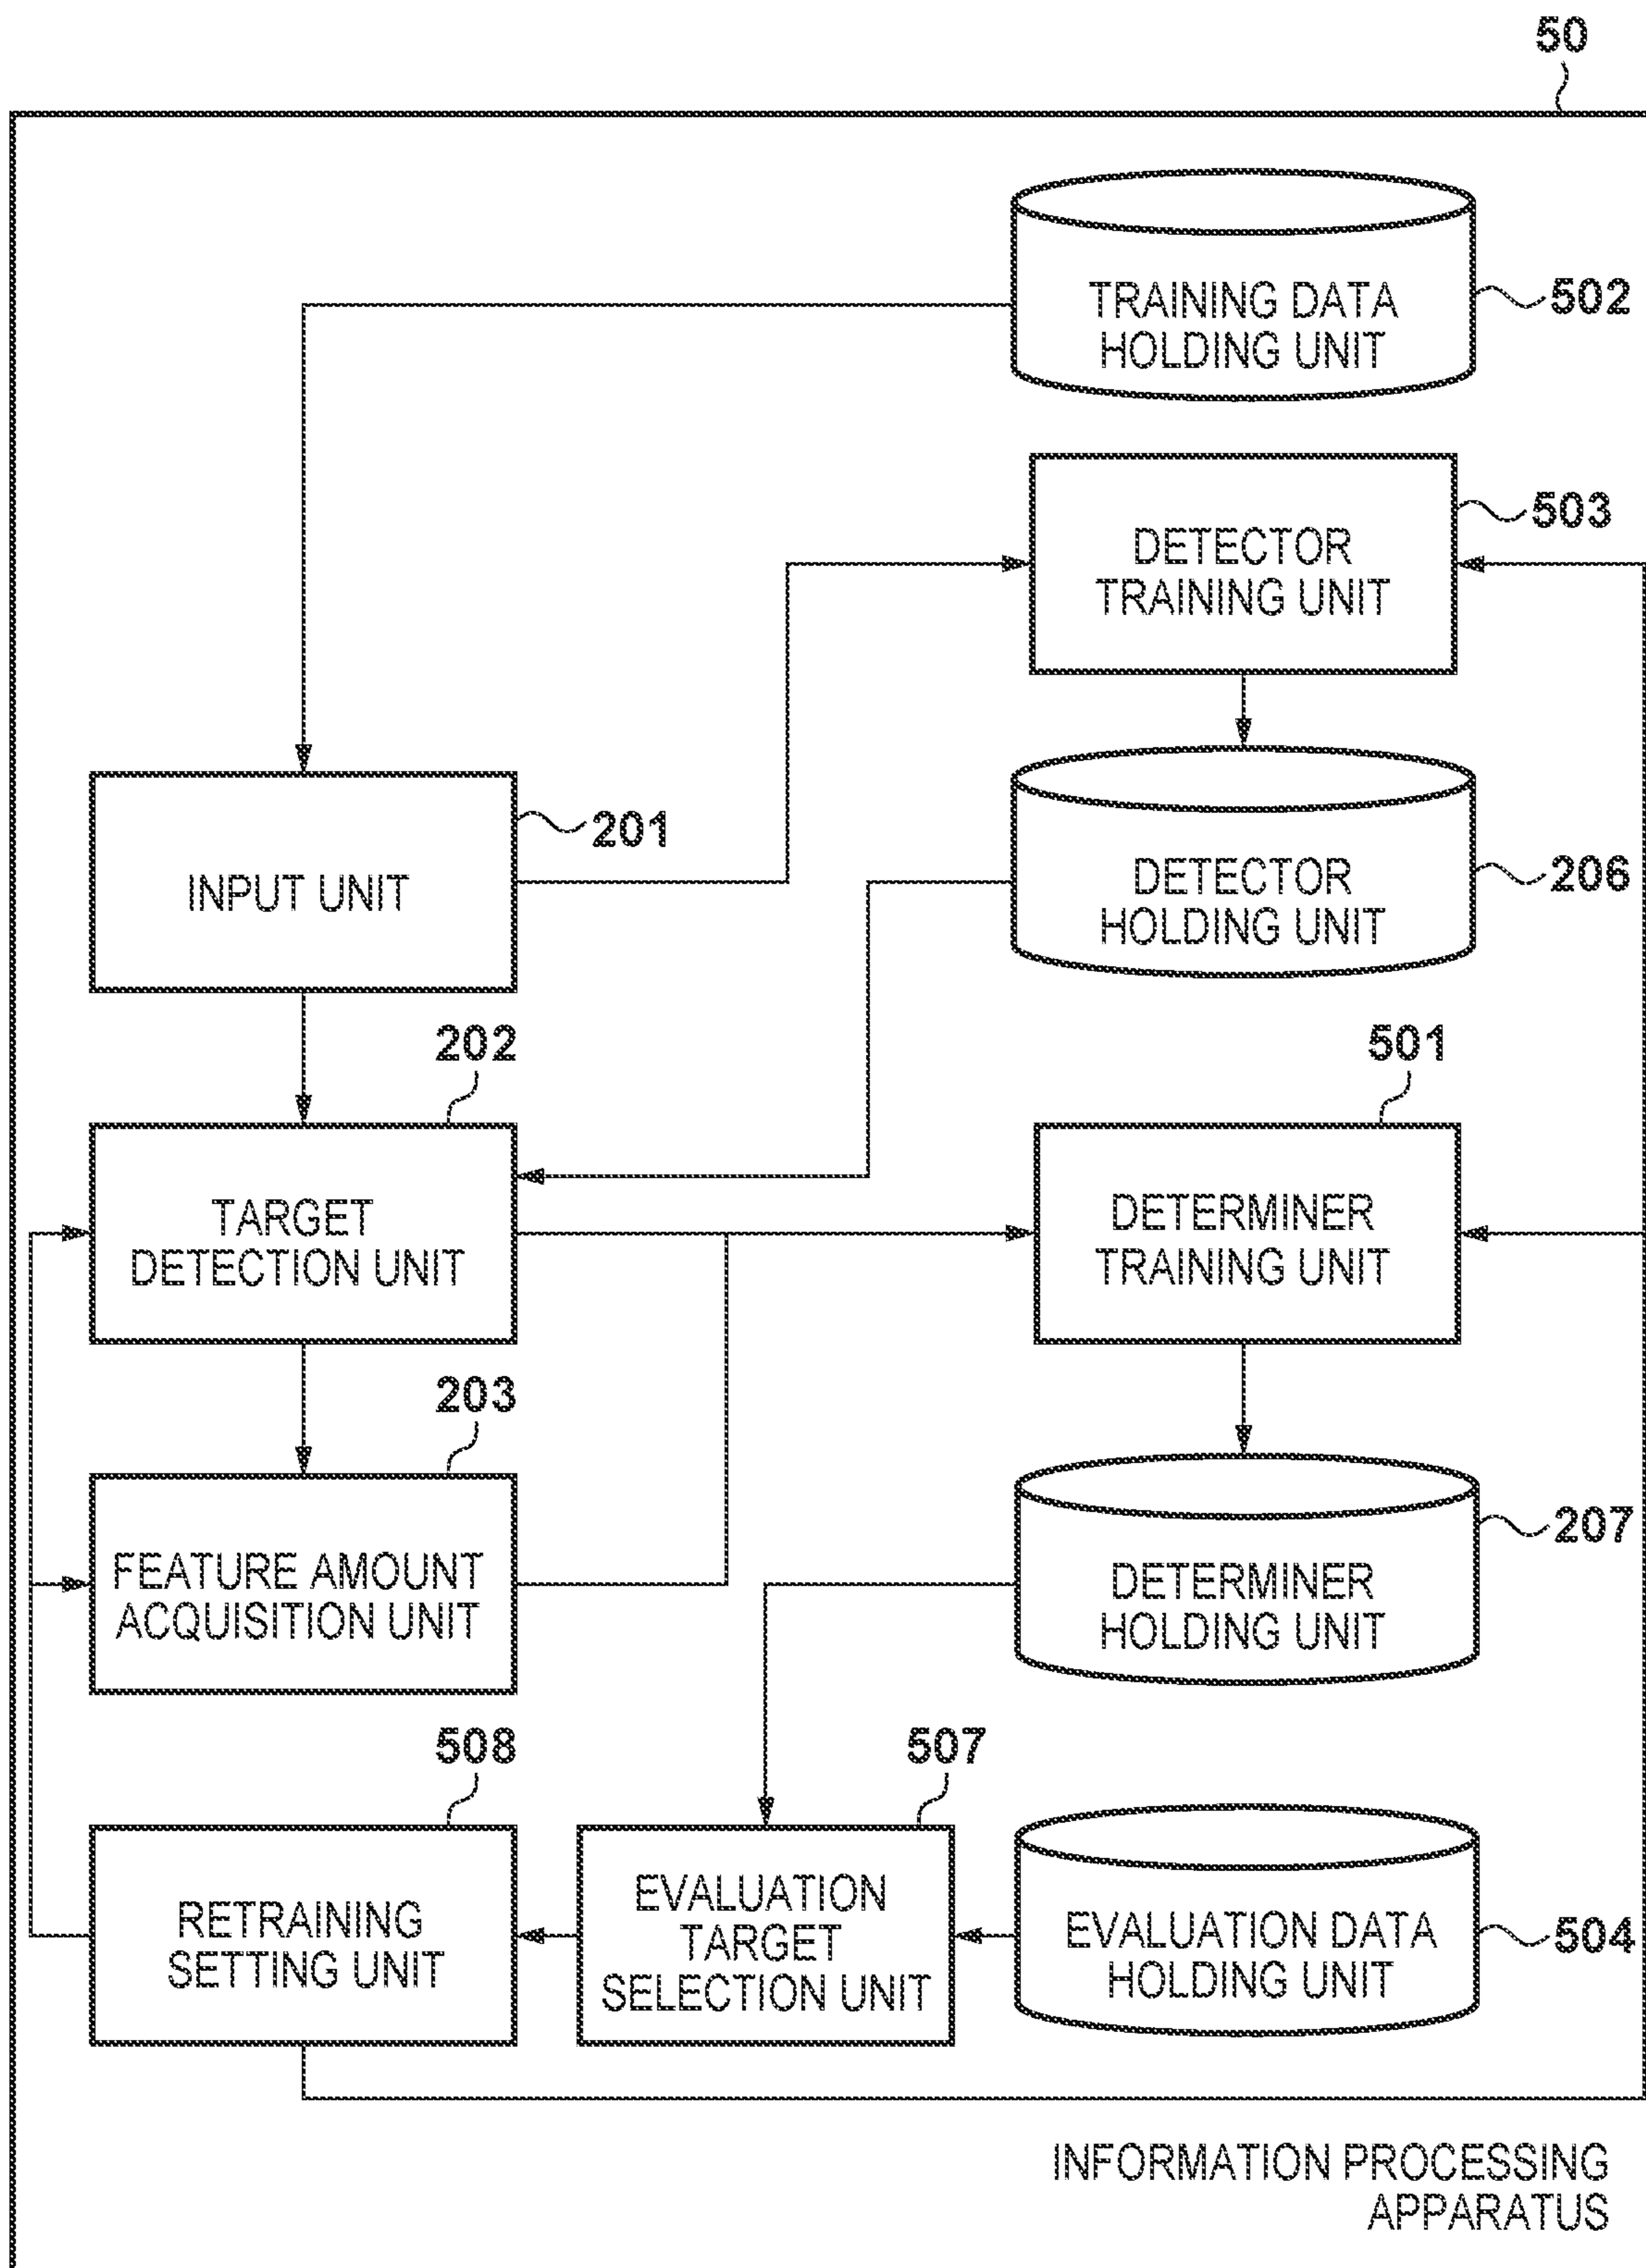 50
TRAINING DATA
HOLDING UNIT
502
DETECTOR
TRAINING UNIT
503
INPUT UNIT
201
DETECTOR
HOLDING UNIT
206
202
TARGET
DETECTION UNIT
501
DETERMINER
TRAINING UNIT
203
FEATURE AMOUNT
ACQUISITION UNIT
DETERMINER
HOLDING UNIT
207
508
RETRAINING
SETTING UNIT
507
EVALUATION
TARGET
SELECTION UNIT
EVALUATION DATA
HOLDING UNIT
504
INFORMATION PROCESSING
APPARATUS